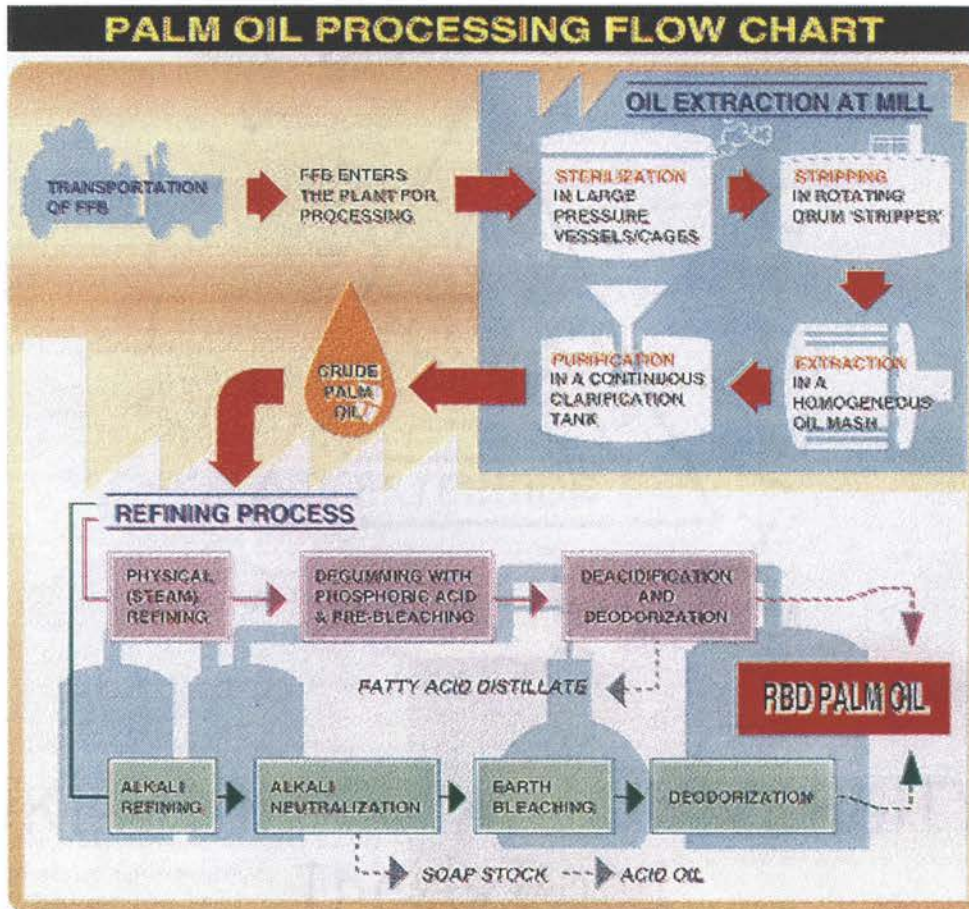 PALM OIL PROCESSING FLOW CHART
OIL EXTRACTION AT MILL
TRANSPORTATION
OF FFB
FFB ENTERS
THE PLANT FOR
PROCESSING
STERILIZATION
IN LARGE
PRESSURE
VESSELS/CAGES
STRIPPING
IN ROTATING
DRUM 'STRIPPER'
EXTRACTION
IN A
HOMOGENEOUS
OIL MASH
PURIFICATION
IN A CONTINUOUS
CLARIFICATION
TANK
CRUDE
PALM
OIL
REFINING PROCESS
PHYSICAL
(STEAM)
REFINING
DEGUMMING WITH
PHOSPHORIC ACID
& PRE-BLEACHING
DEACIDIFICATION
AND
DEODORIZATION
FATTY ACID DISTILLATE
RBD PALM OIL
ALKALI
REFINING
ALKALI
NEUTRALIZATION
EARTH
BLEACHING
DEODORIZATION
SOAP STOCK
ACID OIL